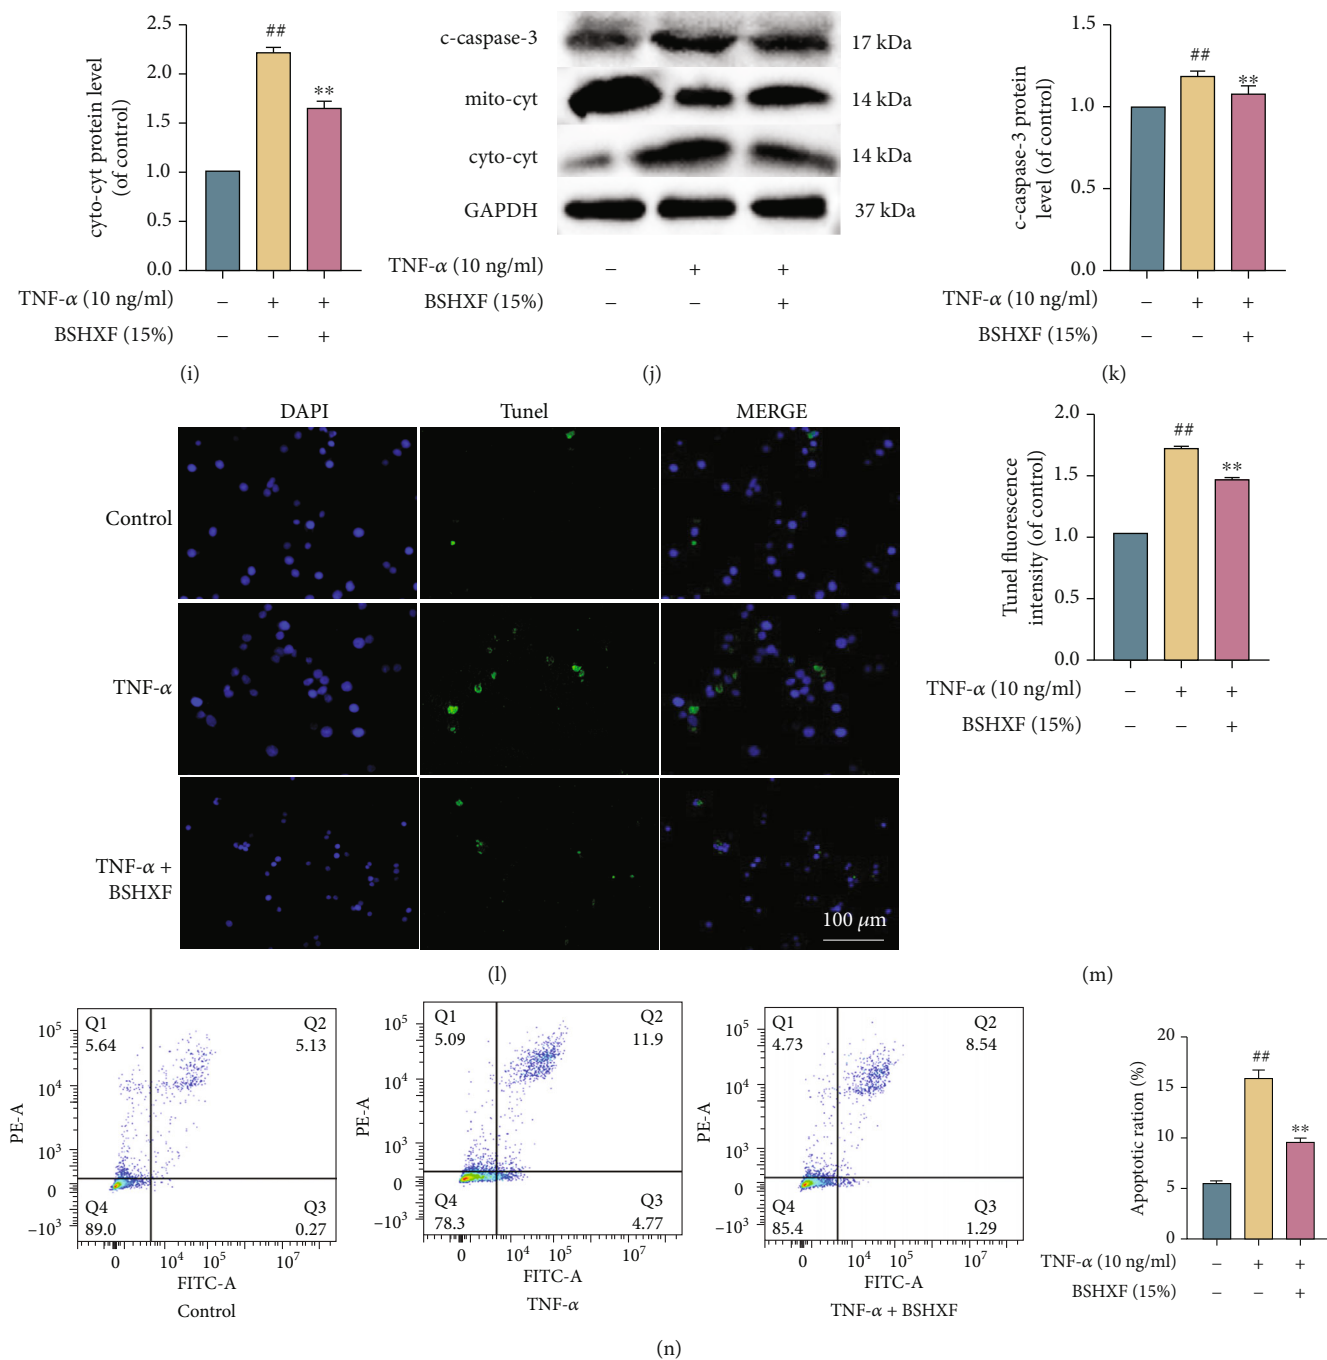 cyto-cyt protein level
(of control)
2.5
2.0
1.5
1.0
0.5
0.0
##
**
TNF-α (10 ng/ml) – + +
BSHXF (15%) – – +
(i)
c-caspase-3 17 kDa
mito-cyt 14 kDa
cyto-cyt 14 kDa
GAPDH 37 kDa
TNF-α (10 ng/ml) – + +
BSHXF (15%) – – +
(j)
c-caspase-3 protein
level (of control)
1.5
1.0
0.5
0.0
##
**
TNF-α (10 ng/ml) – + +
BSHXF (15%) – – +
(k)
DAPI Tunel MERGE
Control
TNF-α
TNF-α +
BSHXF
100 μm
(l)
Tunel fluorescence
intensity (of control)
2.0
1.5
1.0
0.5
0.0
##
**
TNF-α (10 ng/ml) – + +
BSHXF (15%) – – +
(m)
PE-A
10⁵
10⁴
10³
0
–10³
Q1
5.64
Q2
5.13
Q4
89.0
Q3
0.27
0 10⁴ 10⁵ 10⁷
FITC-A
Control
PE-A
10⁵
10⁴
10³
0
–10³
Q1
5.09
Q2
11.9
Q4
78.3
Q3
4.77
0 10⁴ 10⁵ 10⁷
FITC-A
TNF-α
PE-A
10⁵
10⁴
10³
0
–10³
Q1
4.73
Q2
8.54
Q4
85.4
Q3
1.29
0 10⁴ 10⁵ 10⁷
FITC-A
TNF-α + BSHXF
Apoptotic ration (%)
20
15
10
5
0
##
**
TNF-α (10 ng/ml) – + +
BSHXF (15%) – – +
(n)